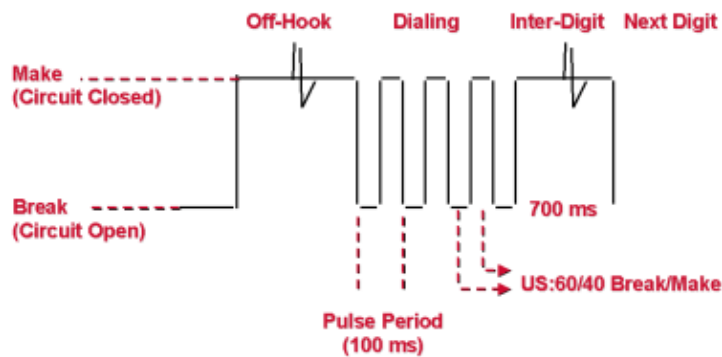 Off-Hook Dialing Inter-Digit Next Digit
Make
(Circuit Closed)
Break
(Circuit Open)
700 ms
US:60/40 Break/Make
Pulse Period
(100 ms)